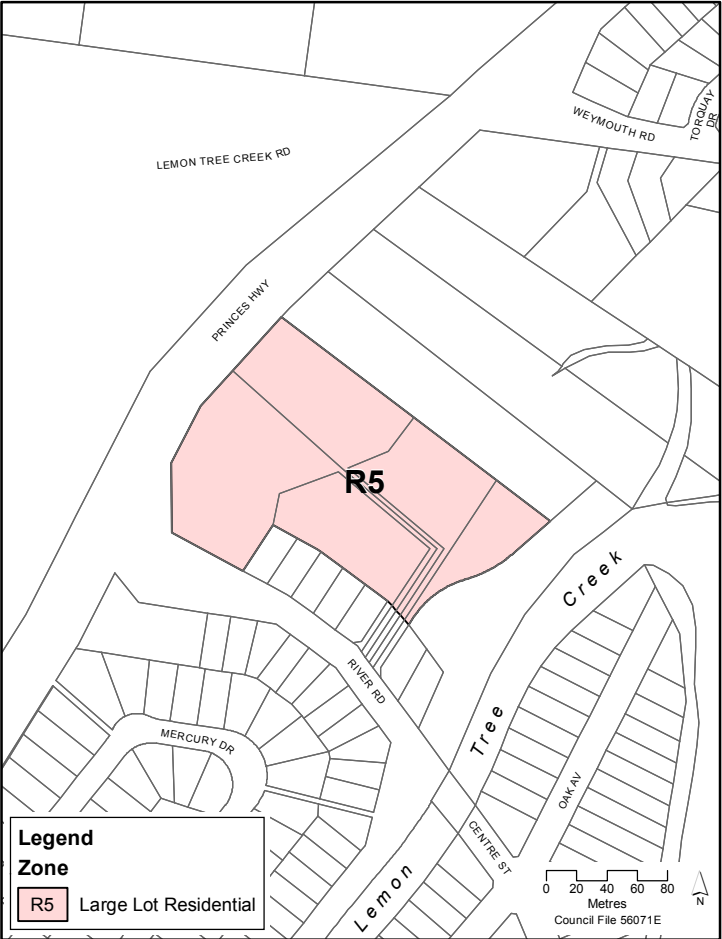 WEYMOUTH RD
TORQUAY
DR
LEMON TREE CREEK RD
PRINCES HWY
R5
Creek
RIVER RD
Tree
MERCURY DR
OAK AV
CENTRE ST
Lemon
Legend
Zone
R5 Large Lot Residential
0 20 40 60 80
Metres
Council File 56071E
N